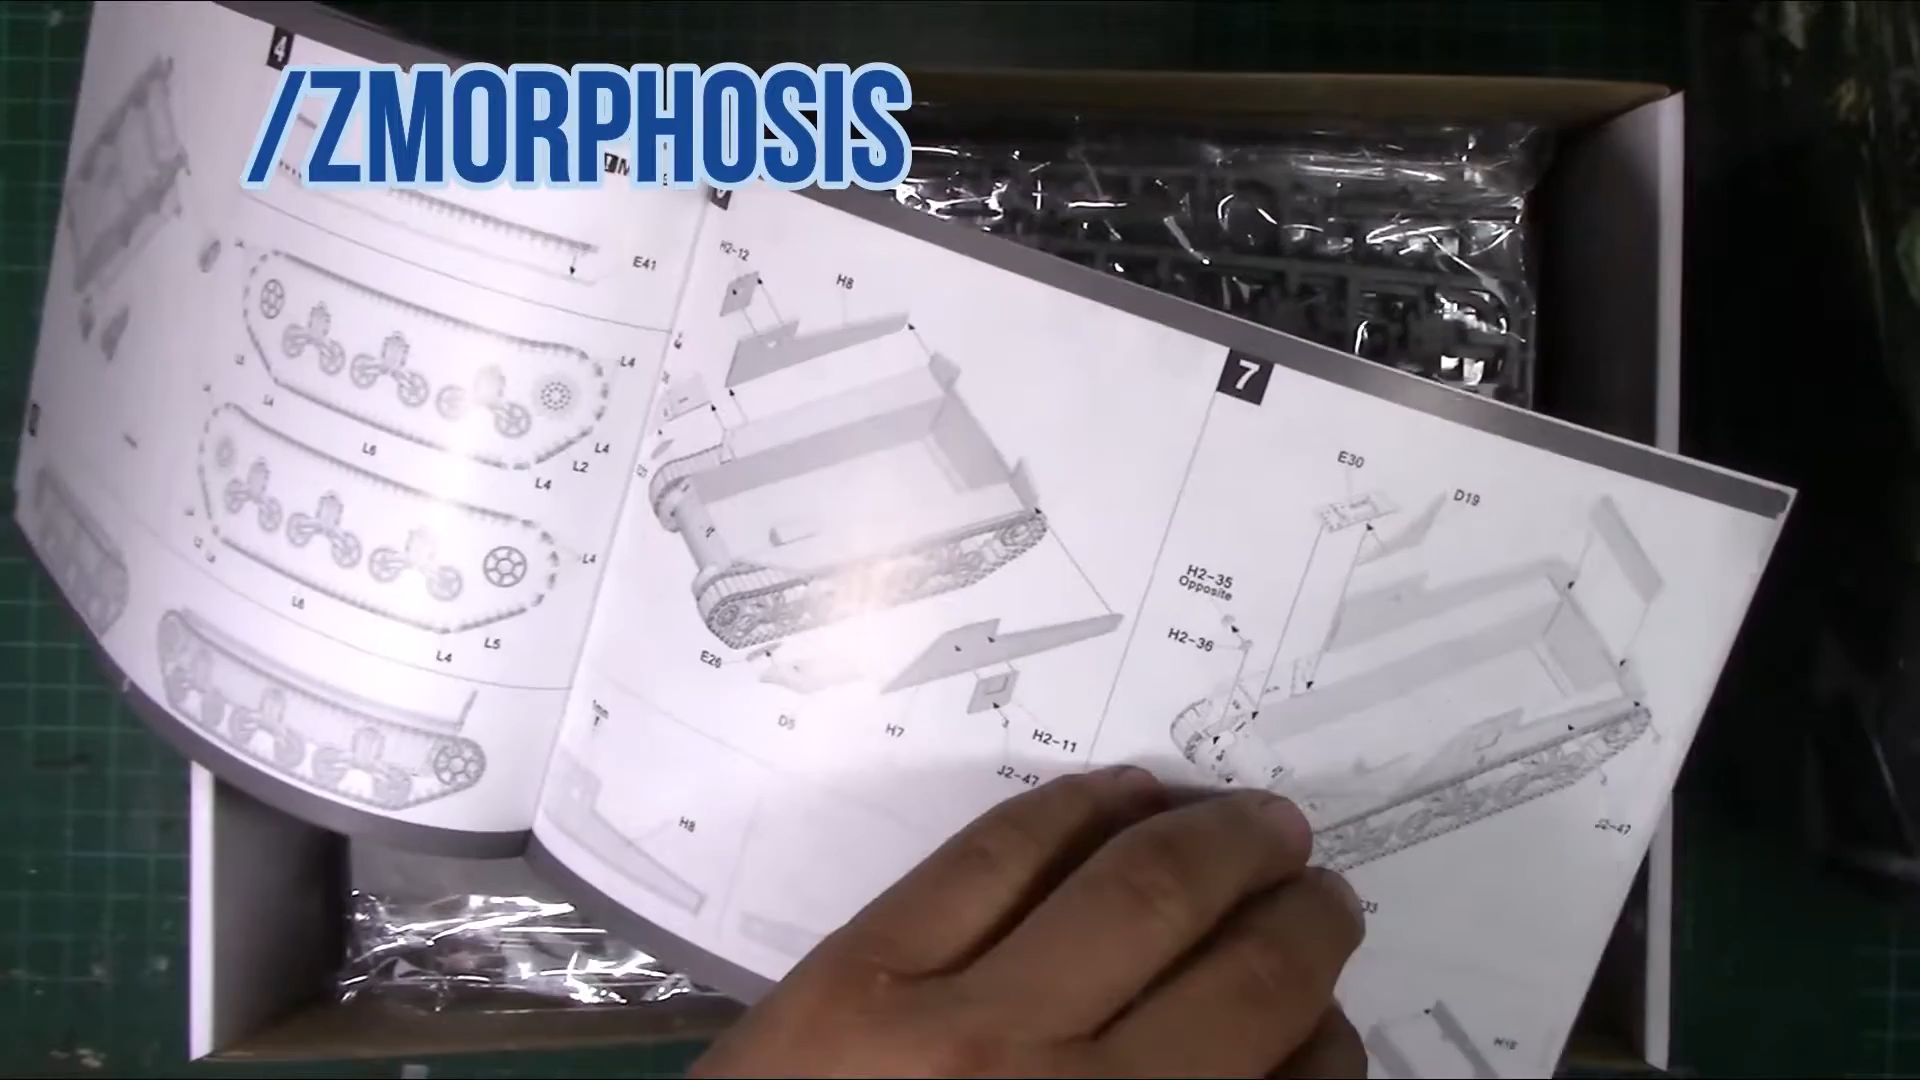 4
/ZMORPHOSIS
E41
L4
L4
L2
L4
L6
L4
L4
L5
L4
L6
H2-12
H8
E26
D5
H7
H2-11
J2-47
H8
7
E30
D19
H2-35
Opposite
H2-36
J2-47